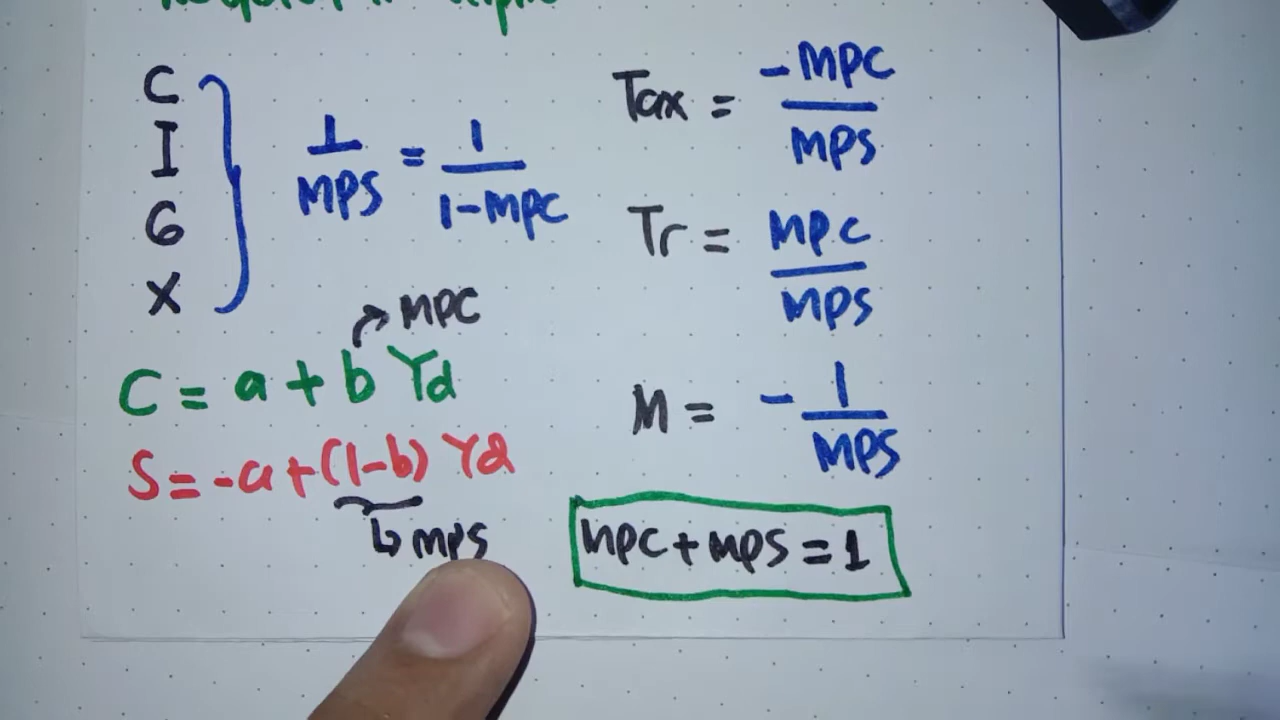 C
I
G
X
1/MPS = 1/1-MPC
MPC
C = a + b Yd
S = -a + (1-b) Yd
↳ MPS
Tax = -MPC/MPS
Tr = MPC/MPS
M = - 1/MPS
MPC + MPS = 1